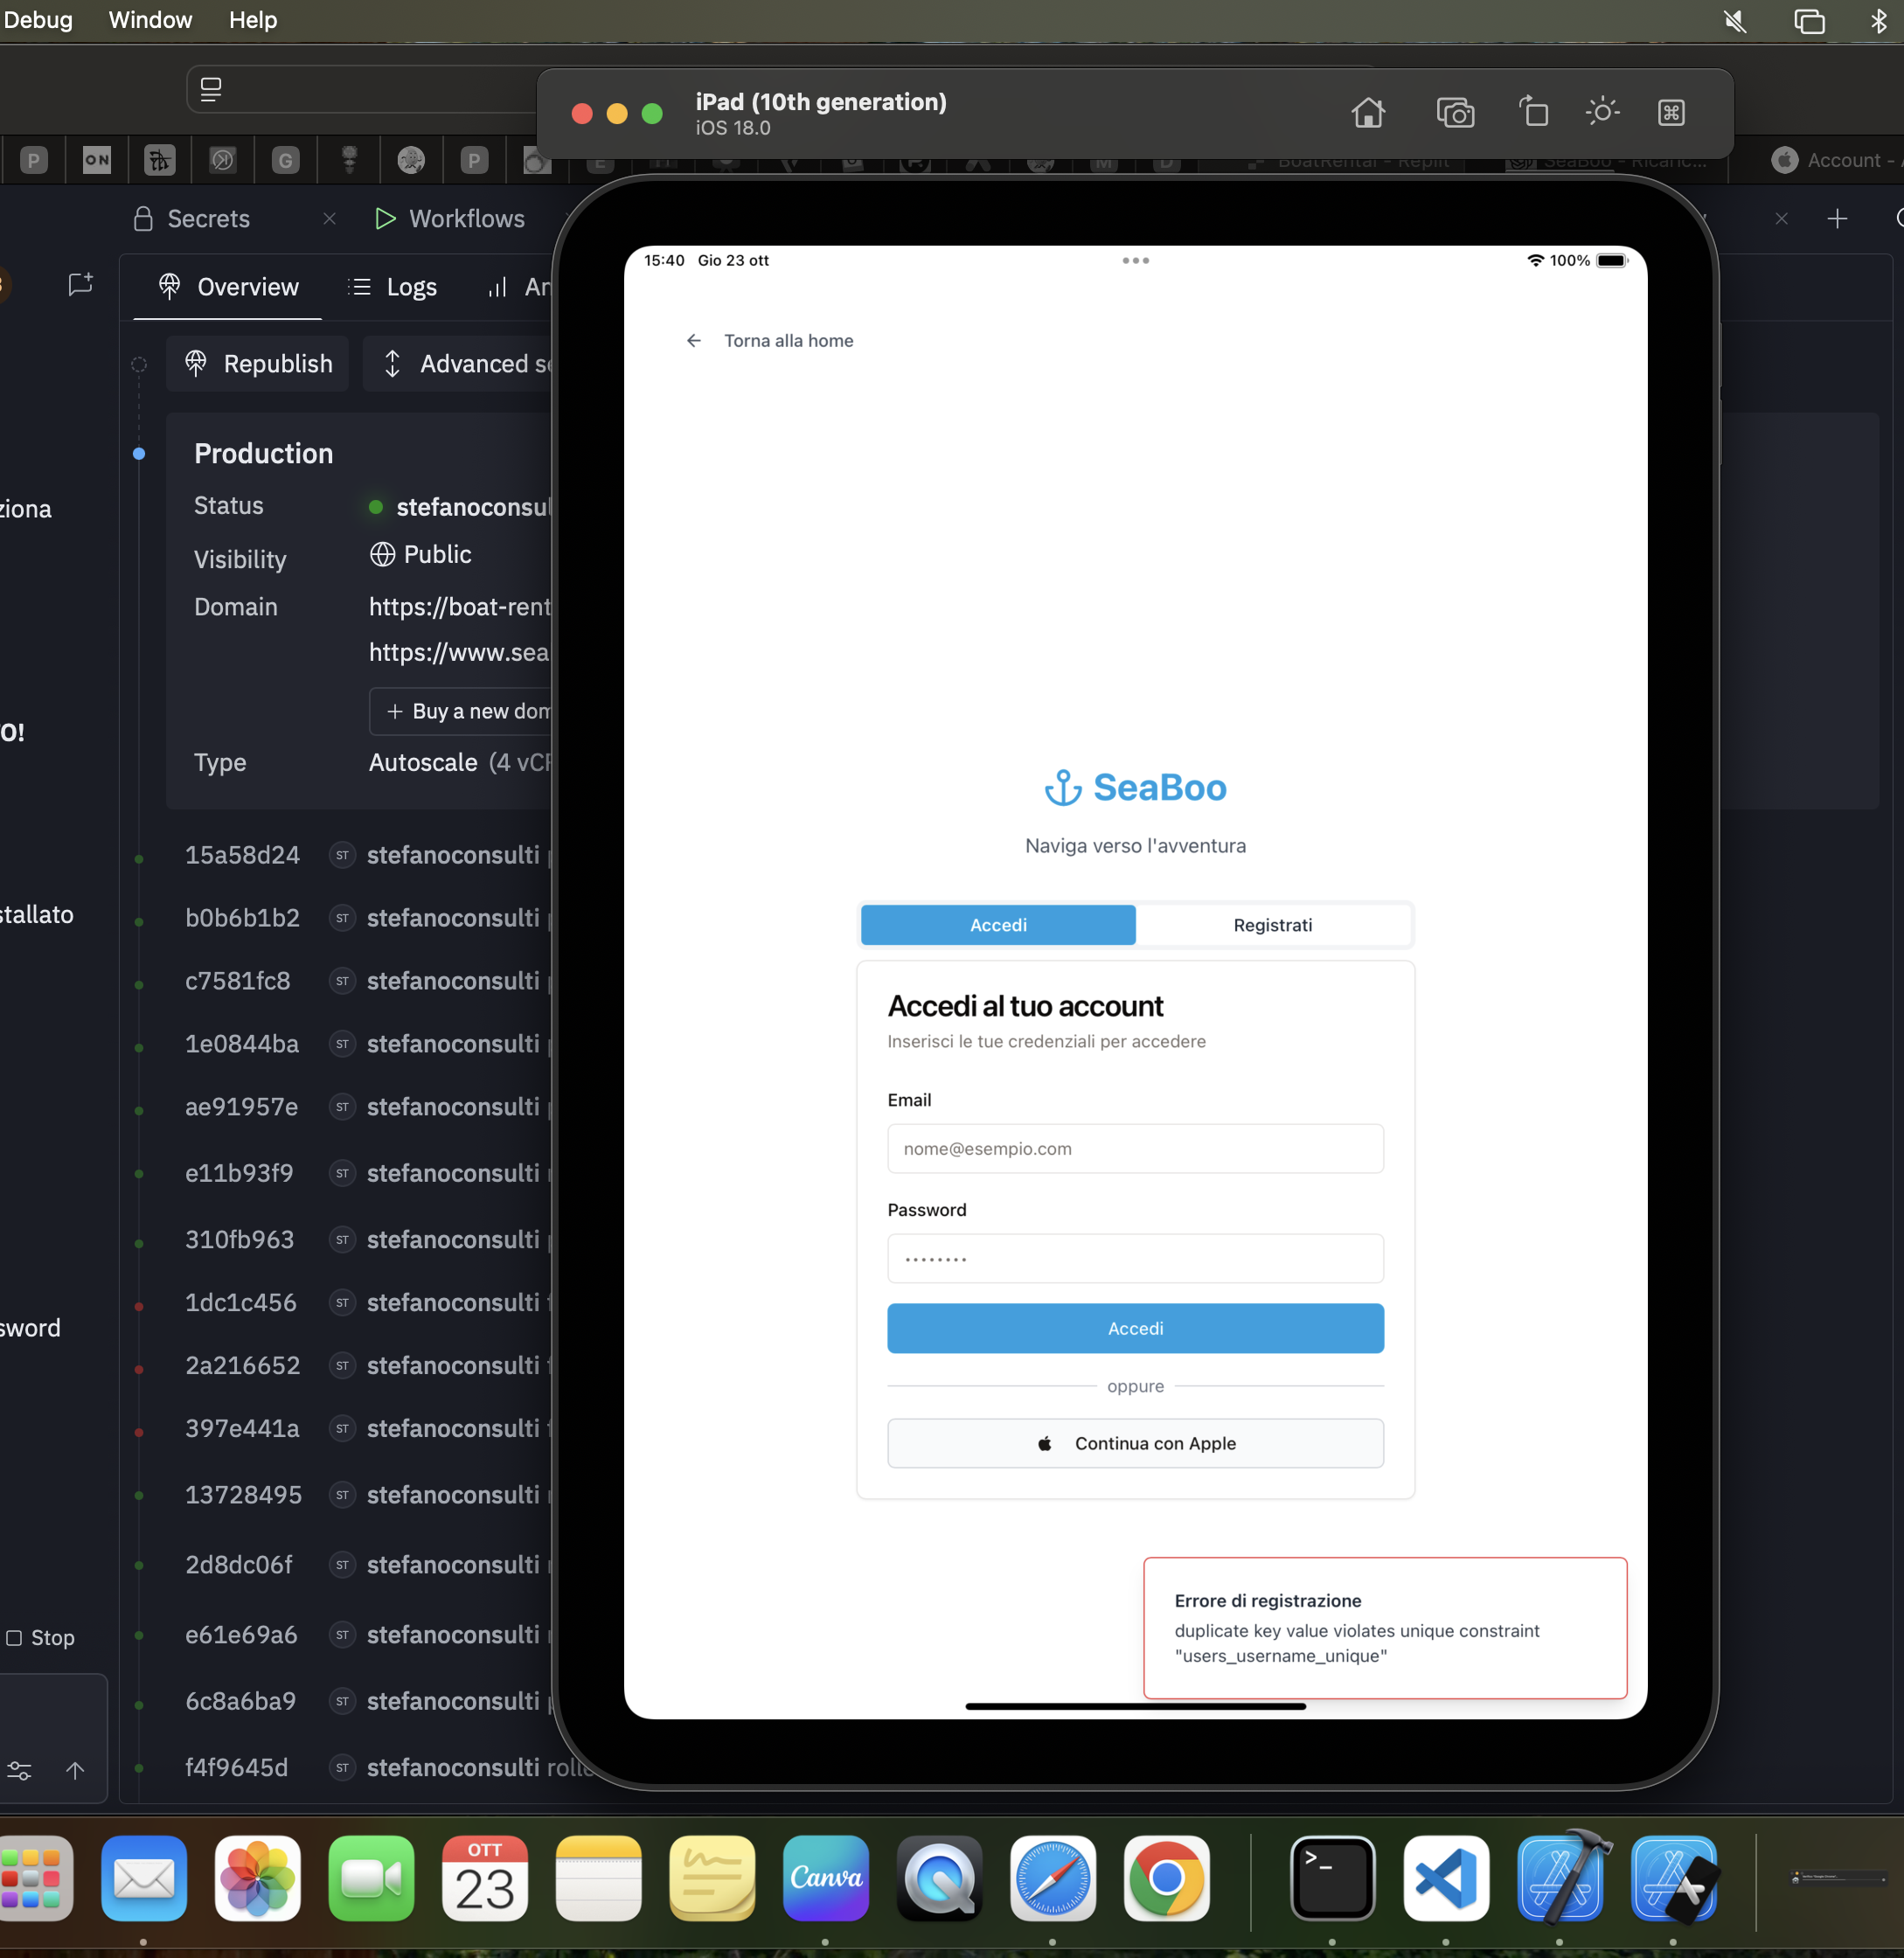 Debug Window Help
iPad (10th generation)
iOS 18.0
P ON G P
BoatRental - Replit
SeaBoo - Ricaric...
Account -
Secrets
Workflows
Overview
Logs
Republish
Production
Status stefanoconsul
Visibility Public
Domain https://boat-rent
https://www.sea
+ Buy a new dom
Type Autoscale (4 vCP
15a58d24 ST stefanoconsulti
b0b6b1b2 ST stefanoconsulti
c7581fc8 ST stefanoconsulti
1e0844ba ST stefanoconsulti
ae91957e ST stefanoconsulti
e11b93f9 ST stefanoconsulti
310fb963 ST stefanoconsulti
1dc1c456 ST stefanoconsulti
2a216652 ST stefanoconsulti
397e441a ST stefanoconsulti
13728495 ST stefanoconsulti
2d8dc06f ST stefanoconsulti
e61e69a6 ST stefanoconsulti
6c8a6ba9 ST stefanoconsulti
f4f9645d ST stefanoconsulti rolle
ziona
O!
stallato
sword
Stop
15:40 Gio 23 ott
100%
Torna alla home
SeaBoo
Naviga verso l'avventura
Accedi Registrati
Accedi al tuo account
Inserisci le tue credenziali per accedere
Email
nome@esempio.com
Password
••••••••
Accedi
oppure
Continua con Apple
Errore di registrazione
duplicate key value violates unique constraint
"users_username_unique"
OTT
23
Canva
>_